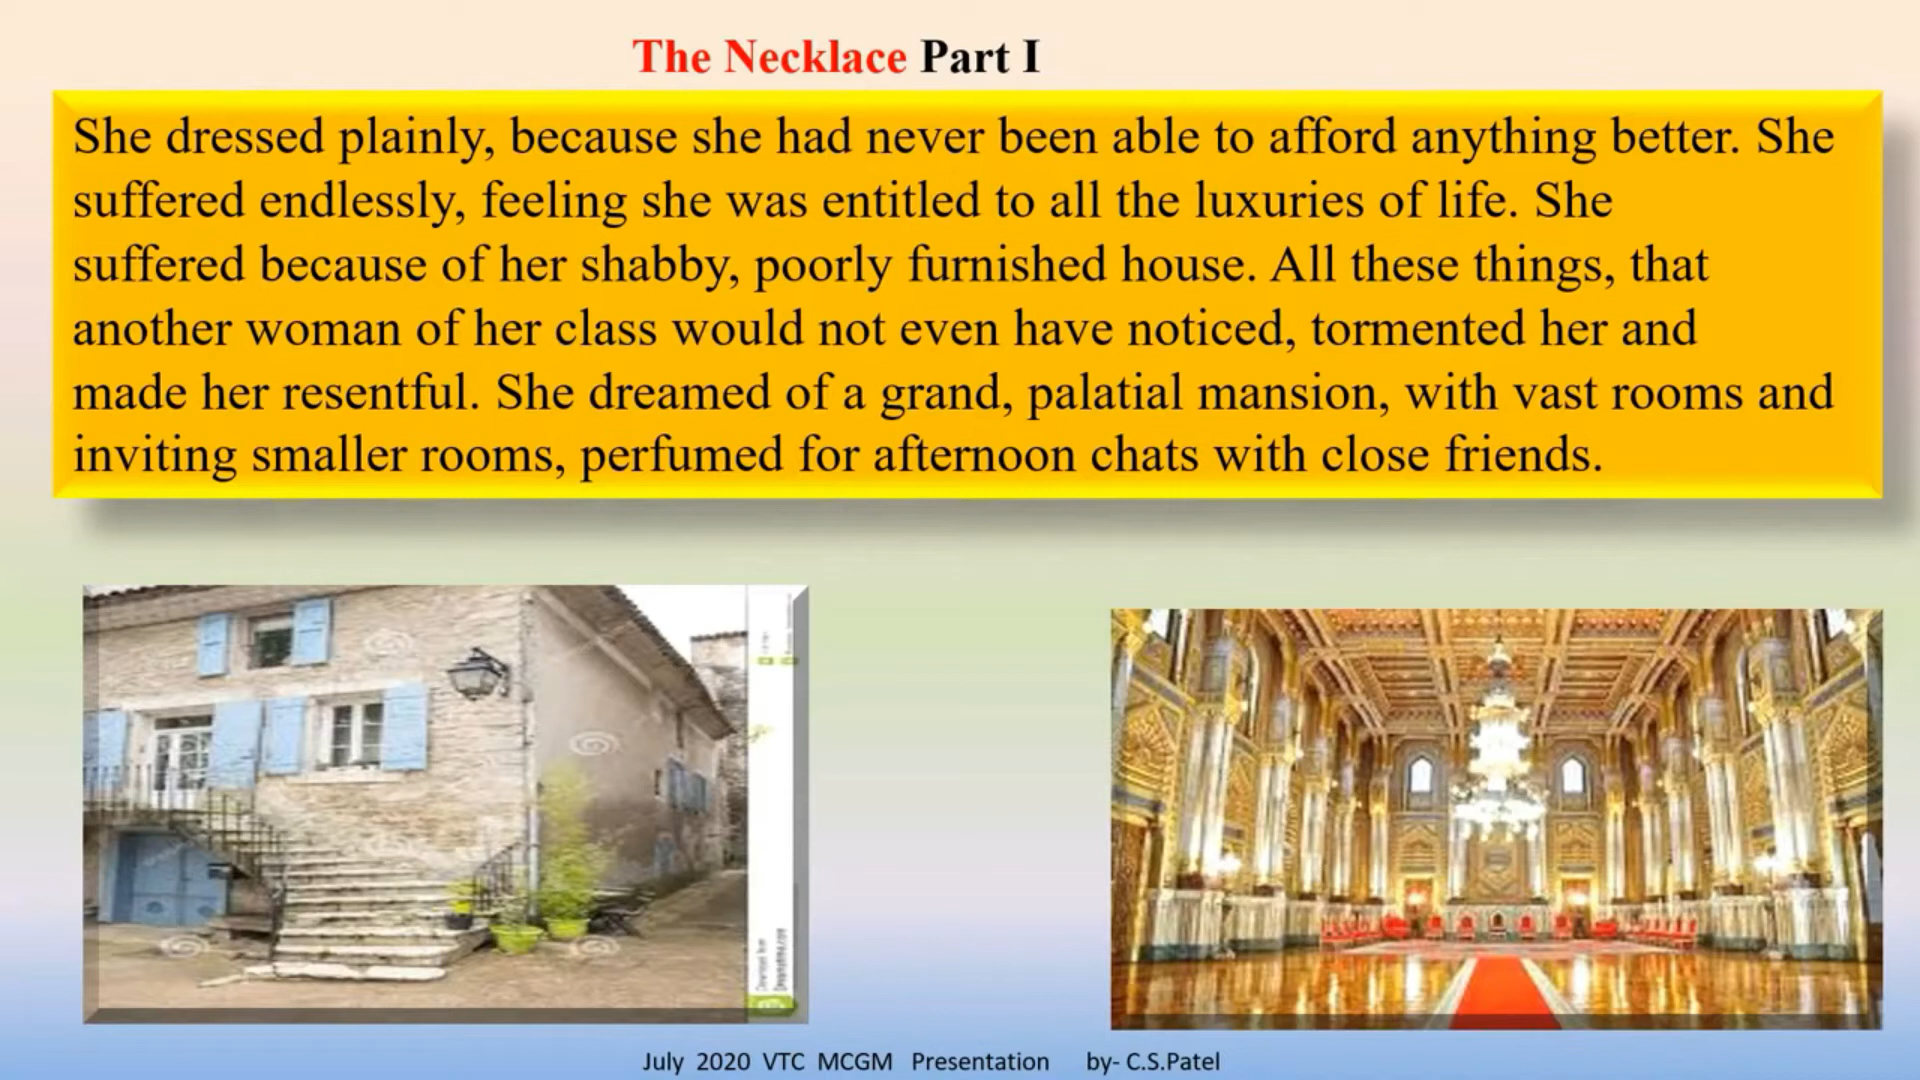 The Necklace Part I
She dressed plainly, because she had never been able to afford anything better. She
suffered endlessly, feeling she was entitled to all the luxuries of life. She
suffered because of her shabby, poorly furnished house. All these things, that
another woman of her class would not even have noticed, tormented her and
made her resentful. She dreamed of a grand, palatial mansion, with vast rooms and
inviting smaller rooms, perfumed for afternoon chats with close friends.
Download from
Dreamstime.com
July 2020 VTC MCGM Presentation by- C.S.Patel